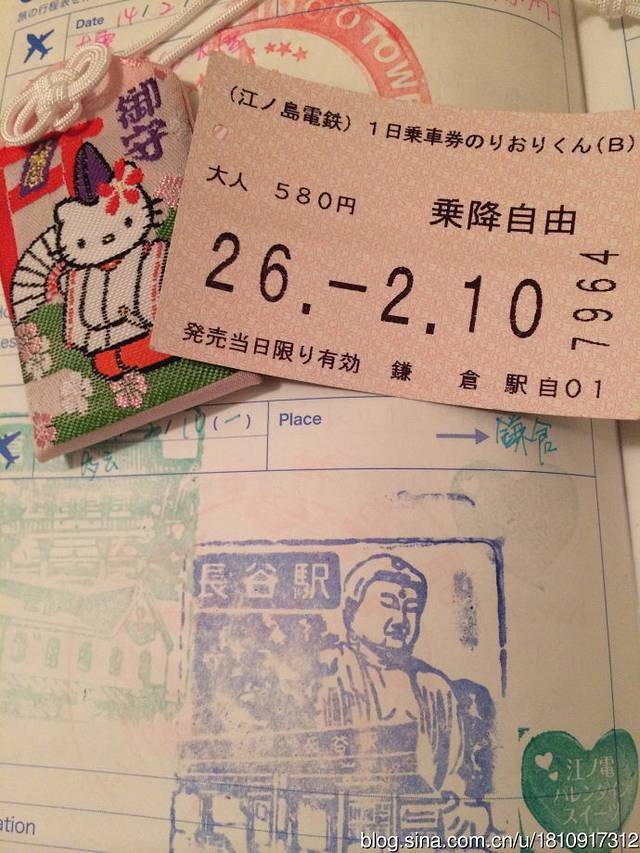 Date 14/2/
TOWE
御守
（江ノ島電鉄）１日乗車券のりおりくん（Ｂ）
大人 ５８０円
乗降自由
26.-2.10
7964
発売当日限り有効 鎌 倉 駅 自０１
Place
→鎌倉
長谷駅
江ノ電
バレンタイン
スイーツ
ation
blog.sina.com.cn/u/1810917312